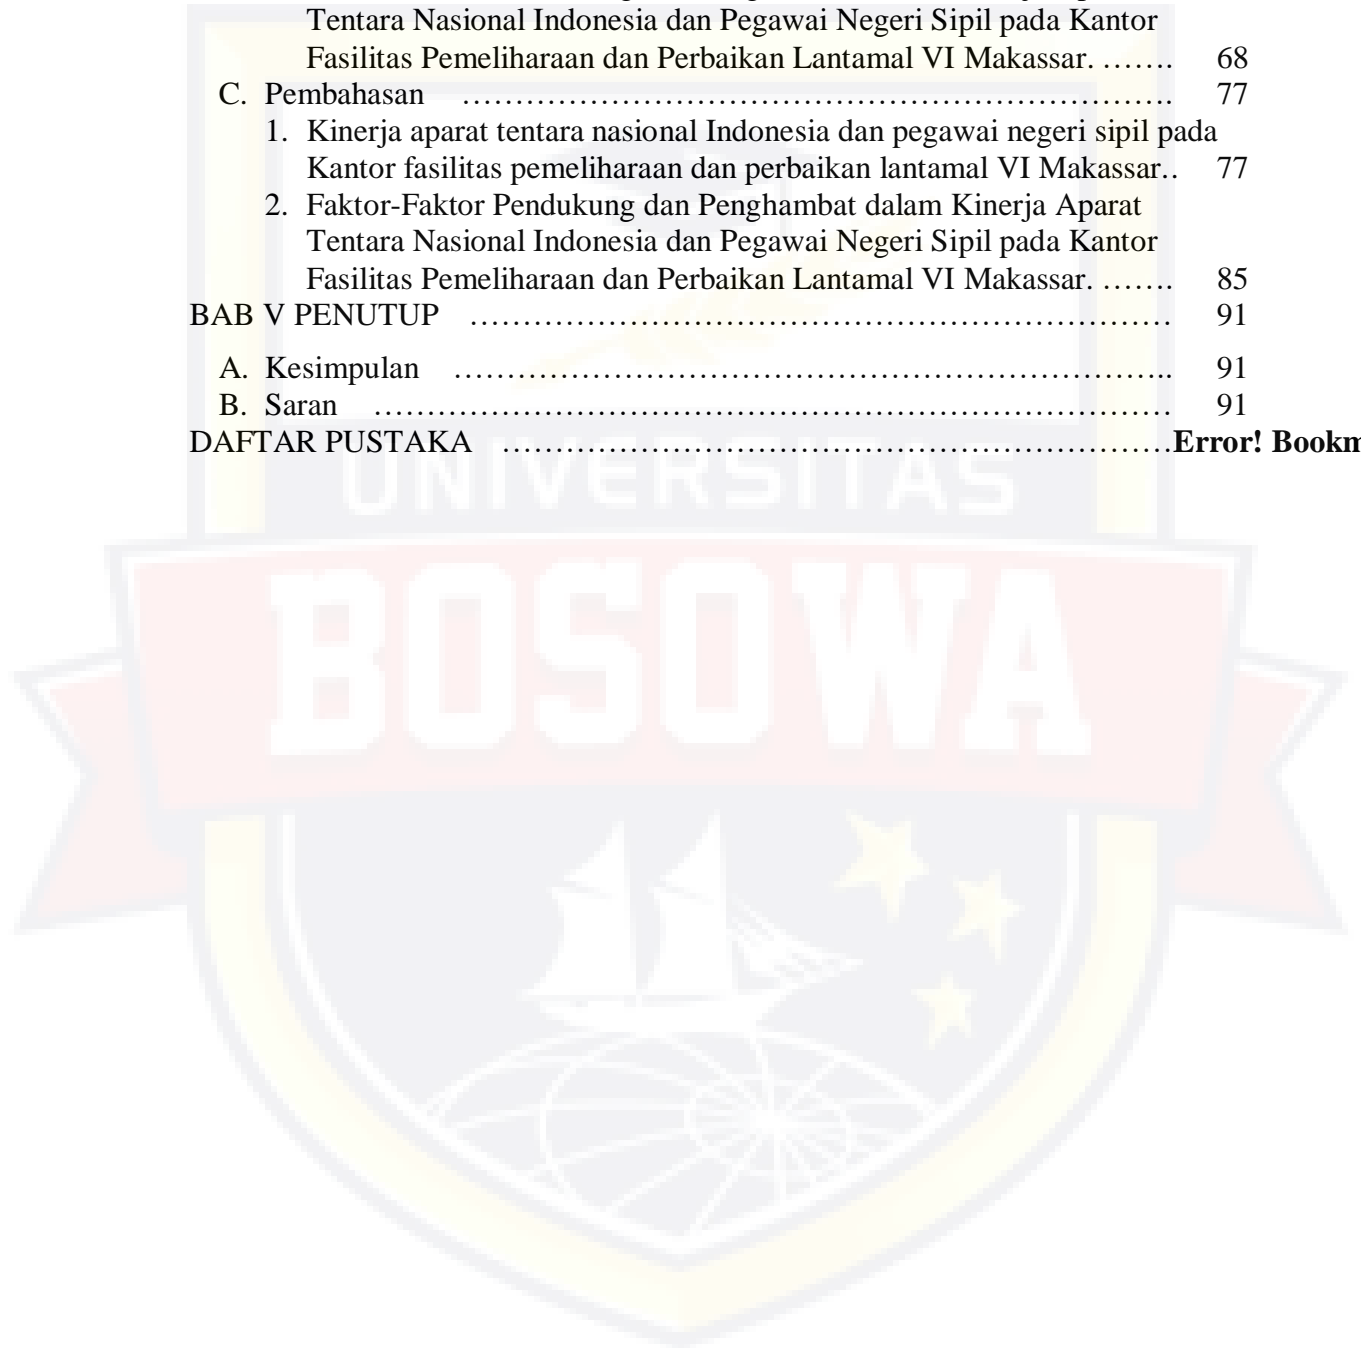 Tentara Nasional Indonesia dan Pegawai Negeri Sipil pada Kantor
Fasilitas Pemeliharaan dan Perbaikan Lantamal VI Makassar. ……. 68
C. Pembahasan ………………………………………………………….. 77
1. Kinerja aparat tentara nasional Indonesia dan pegawai negeri sipil pada
Kantor fasilitas pemeliharaan dan perbaikan lantamal VI Makassar.. 77
2. Faktor-Faktor Pendukung dan Penghambat dalam Kinerja Aparat
Tentara Nasional Indonesia dan Pegawai Negeri Sipil pada Kantor
Fasilitas Pemeliharaan dan Perbaikan Lantamal VI Makassar. ……. 85
BAB V PENUTUP ………………………………………………………… 91
A. Kesimpulan ………………………………………………………….. 91
B. Saran ………………………………………………………………… 91
DAFTAR PUSTAKA ………………………………………………………Error! Bookm
UNIVERSITAS
BOSOWA